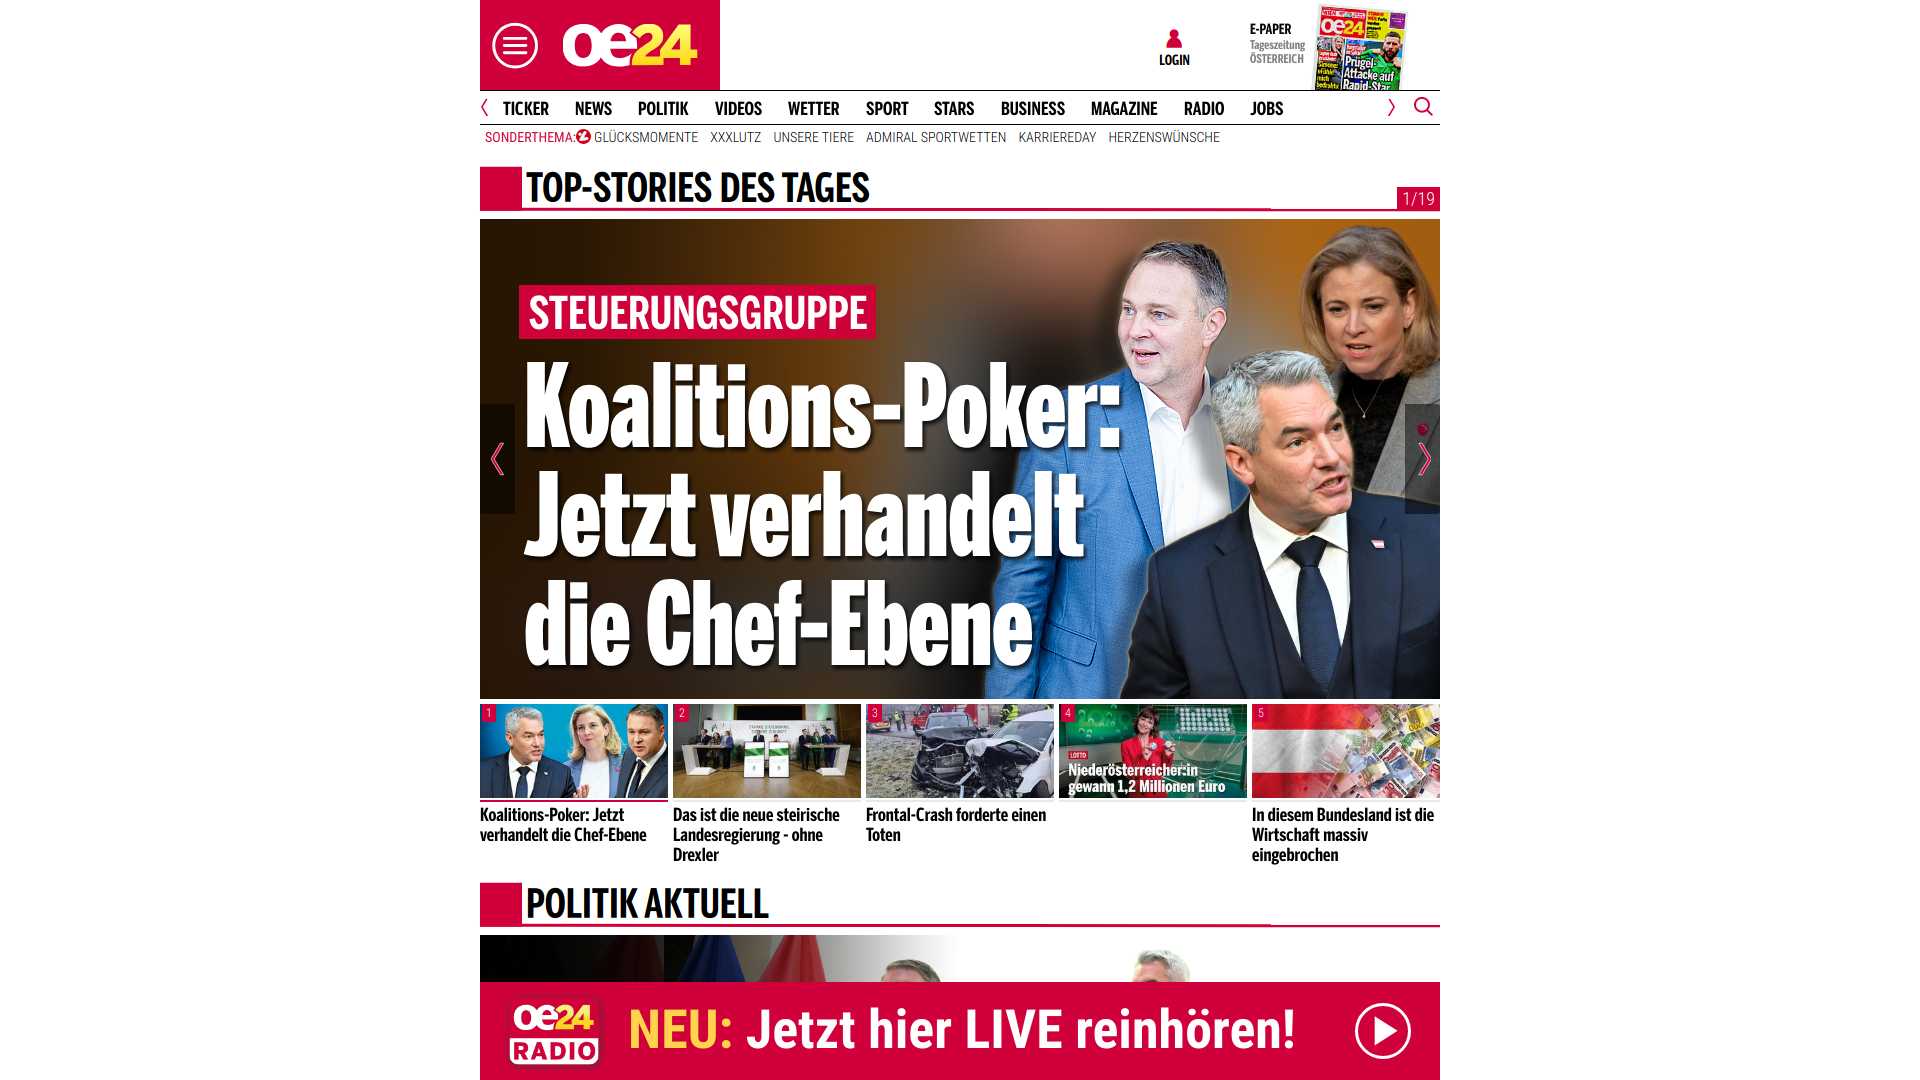 oe24
LOGIN
E-PAPER
Tageszeitung
ÖSTERREICH
oe24
Prügel-
Attacke auf
Rapid-Star
TICKER NEWS POLITIK VIDEOS WETTER SPORT STARS BUSINESS MAGAZINE RADIO JOBS
SONDERTHEMA: GLÜCKSMOMENTE XXXLUTZ UNSERE TIERE ADMIRAL SPORTWETTEN KARRIEREDAY HERZENSWÜNSCHE
TOP-STORIES DES TAGES
1/19
STEUERUNGSGRUPPE
Koalitions-Poker:
Jetzt verhandelt
die Chef-Ebene
1
2
3
4
5
LOTTO
Niederösterreicher:in
gewann 1,2 Millionen Euro
Koalitions-Poker: Jetzt
verhandelt die Chef-Ebene
Das ist die neue steirische
Landesregierung - ohne
Drexler
Frontal-Crash forderte einen
Toten
In diesem Bundesland ist die
Wirtschaft massiv
eingebrochen
POLITIK AKTUELL
oe24
RADIO
NEU: Jetzt hier LIVE reinhören!